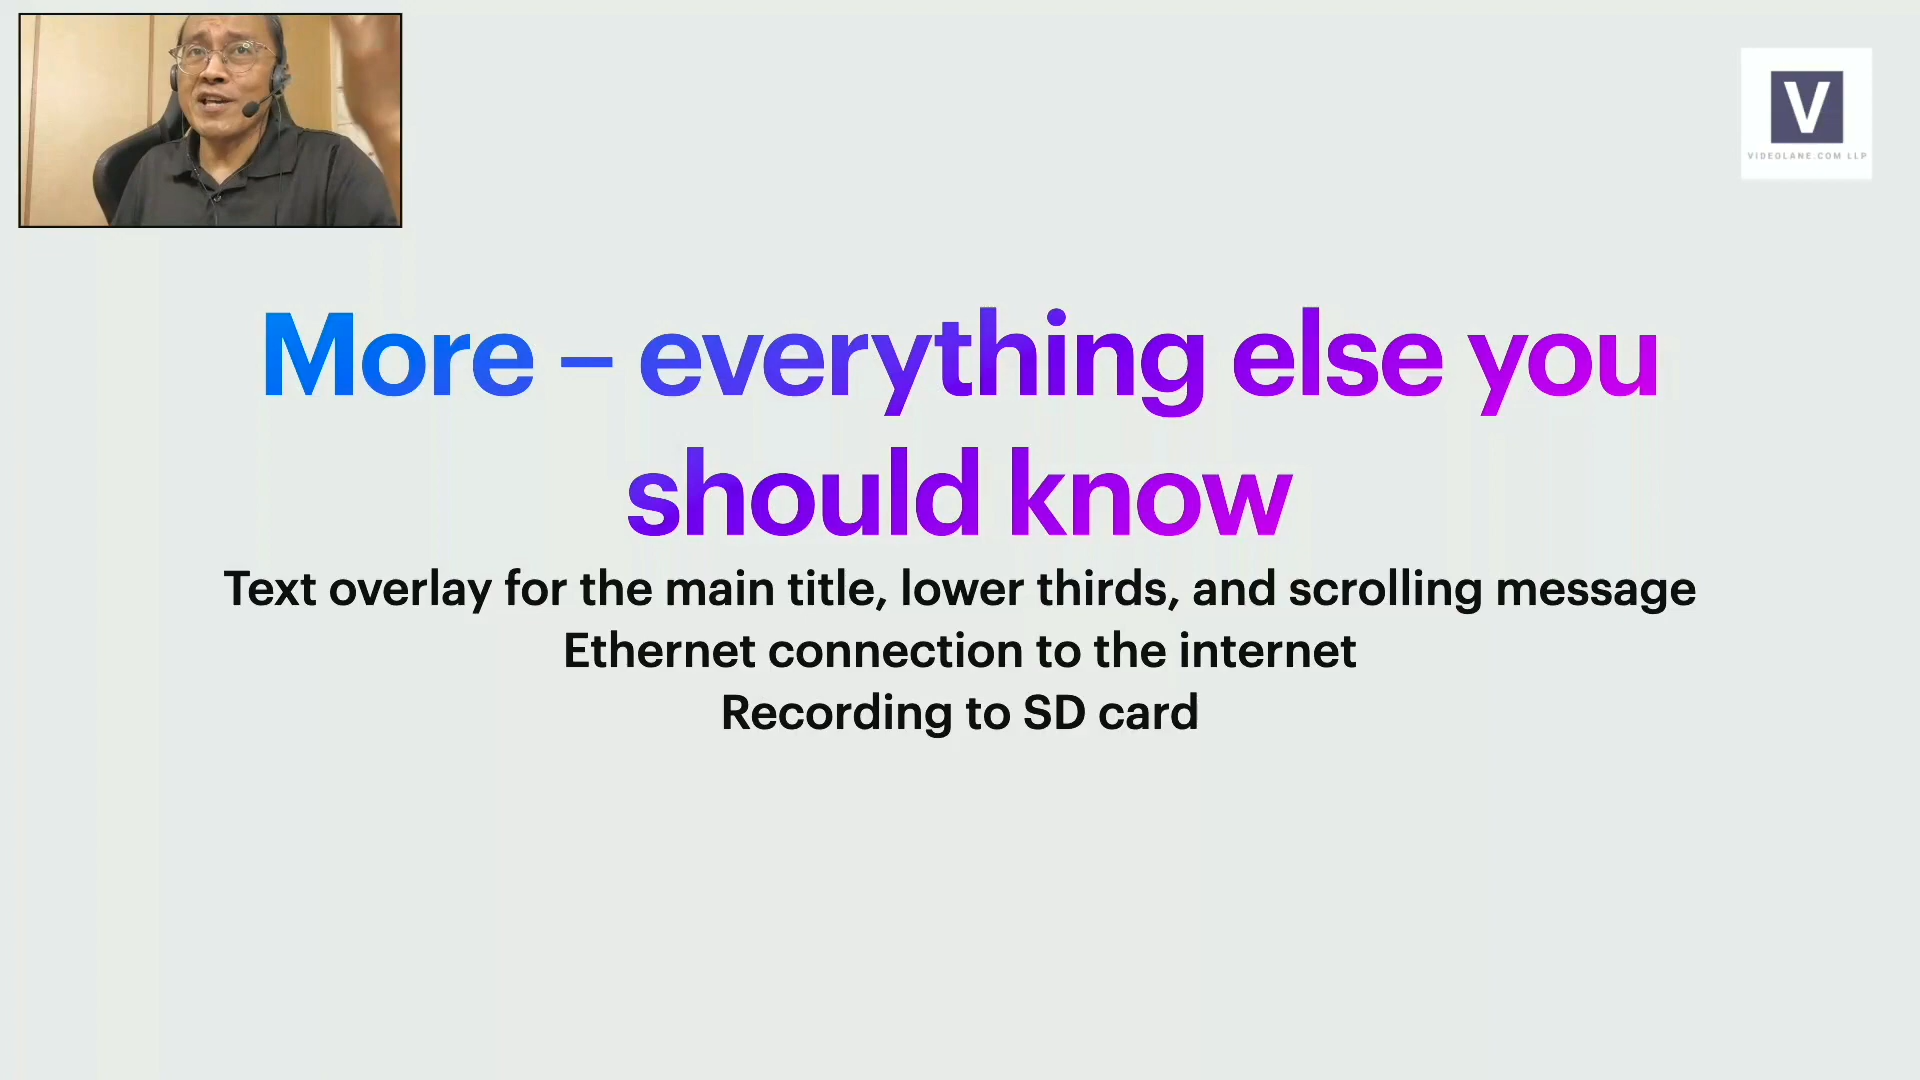 V
VIDEOLANE.COM LLP
More – everything else you
should know
Text overlay for the main title, lower thirds, and scrolling message
Ethernet connection to the internet
Recording to SD card